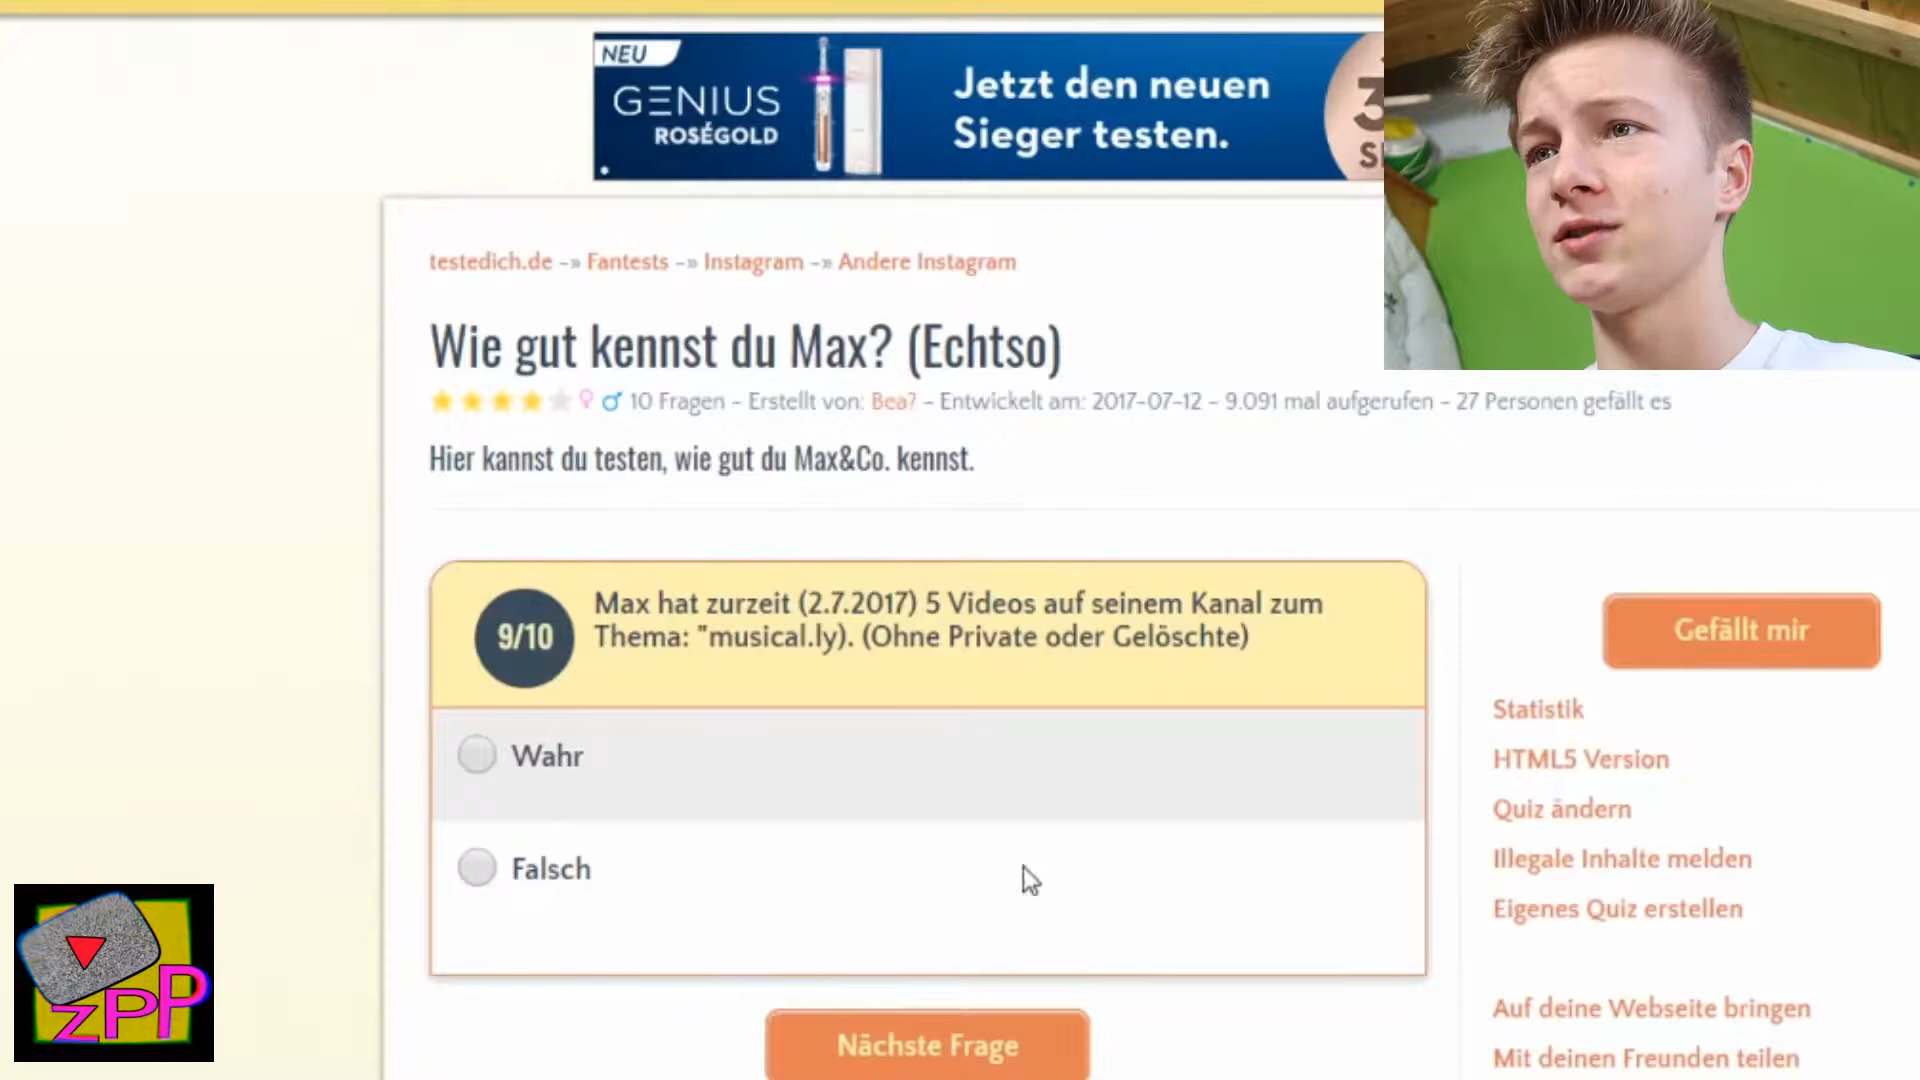 NEU
GENIUS
ROSÉGOLD
Jetzt den neuen
Sieger testen.
testedich.de -» Fantests -» Instagram -» Andere Instagram
Wie gut kennst du Max? (Echtso)
10 Fragen - Erstellt von: Bea? - Entwickelt am: 2017-07-12 - 9.091 mal aufgerufen - 27 Personen gefällt es
Hier kannst du testen, wie gut du Max&Co. kennst.
9/10
Max hat zurzeit (2.7.2017) 5 Videos auf seinem Kanal zum
Thema: "musical.ly). (Ohne Private oder Gelöschte)
Wahr
Falsch
Nächste Frage
Gefällt mir
Statistik
HTML5 Version
Quiz ändern
Illegale Inhalte melden
Eigenes Quiz erstellen
Auf deine Webseite bringen
Mit deinen Freunden teilen
zPP